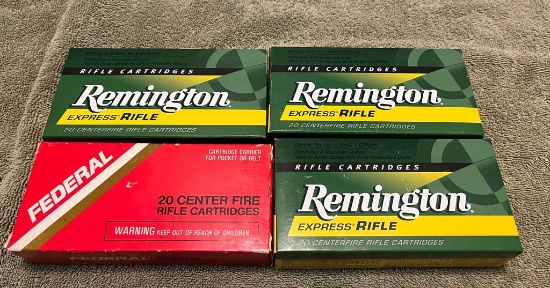 RIFLE CARTRIDGES
Remington
EXPRESS RIFLE
20 CENTERFIRE RIFLE CARTRIDGES
RIFLE CARTRIDGES
Remington
EXPRESS RIFLE
20 CENTERFIRE RIFLE CARTRIDGES
FEDERAL
CARTRIDGE CARRIER
FOR POCKET OR BELT
20 CENTER FIRE
RIFLE CARTRIDGES
WARNING KEEP OUT OF REACH OF CHILDREN
RIFLE CARTRIDGES
Remington
EXPRESS RIFLE
20 CENTERFIRE RIFLE CARTRIDGES